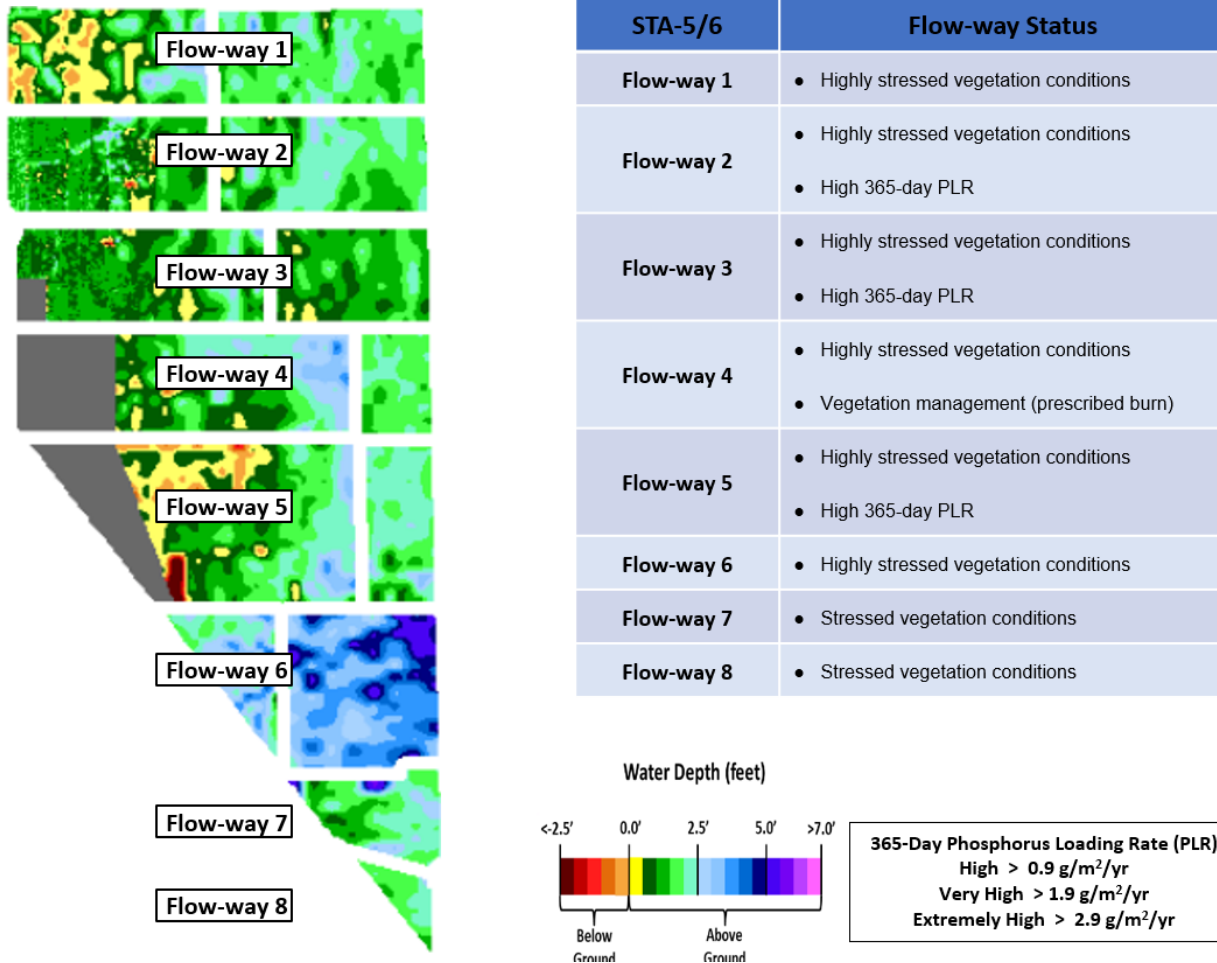 Flow-way 1
Flow-way 2
Flow-way 3
Flow-way 4
Flow-way 5
Flow-way 6
Flow-way 7
Flow-way 8
STA-5/6 Flow-way Status
Flow-way 1 ● Highly stressed vegetation conditions
Flow-way 2 ● Highly stressed vegetation conditions
● High 365-day PLR
Flow-way 3 ● Highly stressed vegetation conditions
● High 365-day PLR
Flow-way 4 ● Highly stressed vegetation conditions
● Vegetation management (prescribed burn)
Flow-way 5 ● Highly stressed vegetation conditions
● High 365-day PLR
Flow-way 6 ● Highly stressed vegetation conditions
Flow-way 7 ● Stressed vegetation conditions
Flow-way 8 ● Stressed vegetation conditions
Water Depth (feet)
<-2.5' 0.0' 2.5' 5.0' >7.0'
Below Above
Ground Ground
365-Day Phosphorus Loading Rate (PLR)
High > 0.9 g/m²/yr
Very High > 1.9 g/m²/yr
Extremely High > 2.9 g/m²/yr